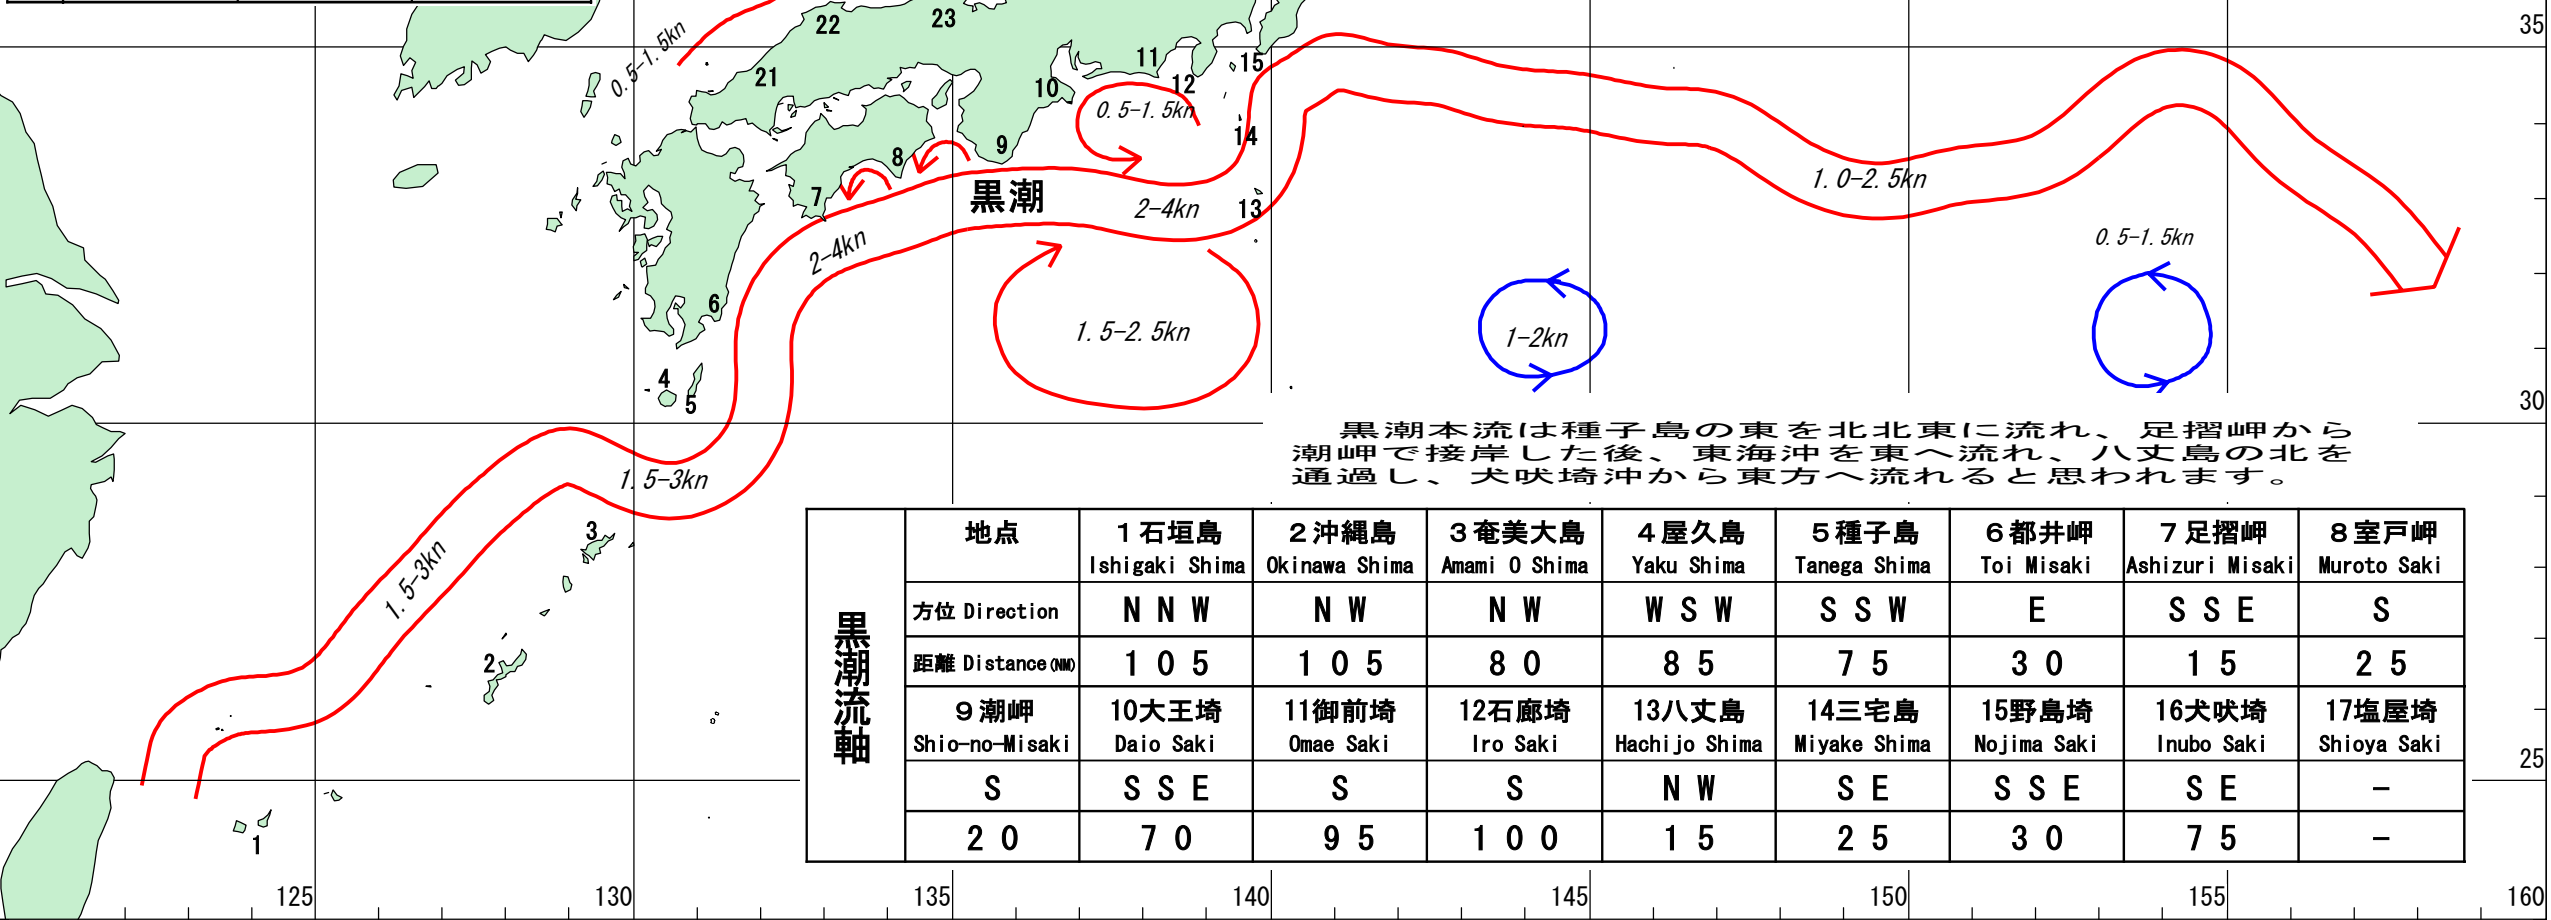 22
23
35
0.5-1.5kn
21
11
15
10
12
0.5-1.5kn
14
8
9
7
黒潮
2-4kn
13
1.0-2.5kn
2-4kn
0.5-1.5kn
6
1.5-2.5kn
1-2kn
4
5
30
黒潮本流は種子島の東を北北東に流れ、足摺岬から
潮岬で接岸した後、東海沖を東へ流れ、八丈島の北を
通過し、犬吠埼沖から東方へ流れると思われます。
1.5-3kn
3
1.5-3kn
2
1
黒潮流軸
地点 1石垣島 2沖縄島 3奄美大島 4屋久島 5種子島 6都井岬 7足摺岬 8室戸岬
Ishigaki Shima Okinawa Shima Amami O Shima Yaku Shima Tanega Shima Toi Misaki Ashizuri Misaki Muroto Saki
方位 Direction NNW NW NW WSW SSW E SSE S
距離 Distance(NM) 105 105 80 85 75 30 15 25
9潮岬 10大王埼 11御前埼 12石廊埼 13八丈島 14三宅島 15野島埼 16犬吠埼 17塩屋埼
Shio-no-Misaki Daio Saki Omae Saki Iro Saki Hachijo Shima Miyake Shima Nojima Saki Inubo Saki Shioya Saki
S SSE S S NW SE SSE SE -
20 70 95 100 15 25 30 75 -
25
125 130 135 140 145 150 155 160